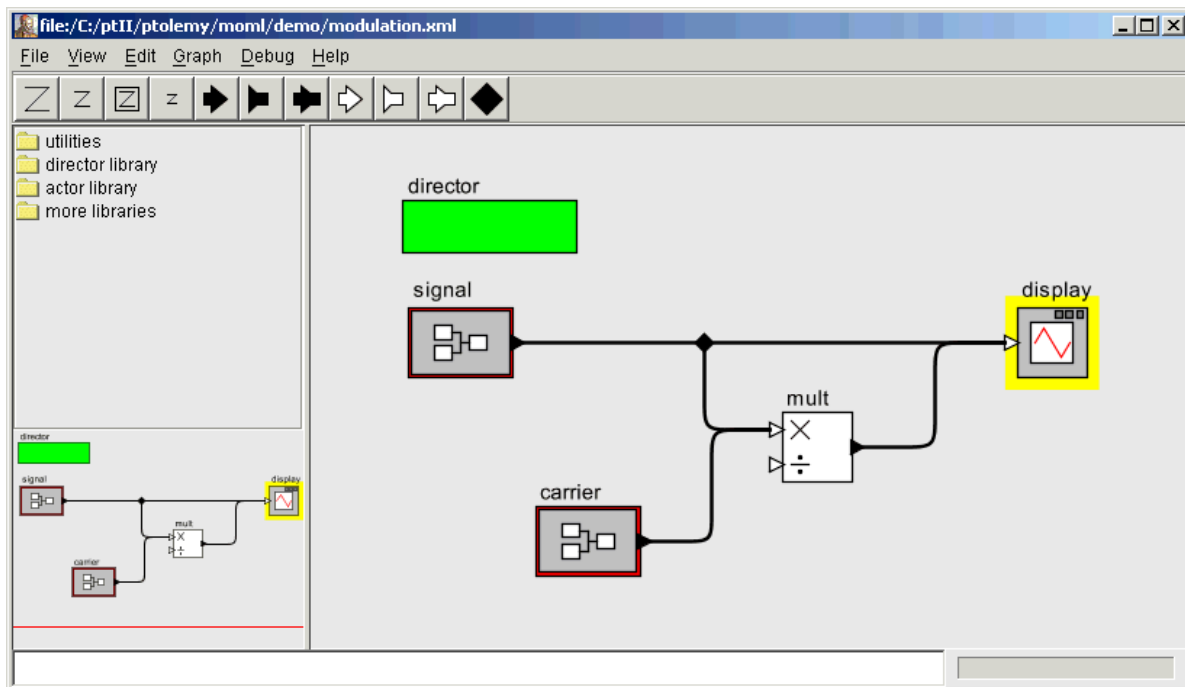 file:/C:/ptII/ptolemy/moml/demo/modulation.xml
File View Edit Graph Debug Help
utilities
director library
actor library
more libraries
director
signal
display
mult
carrier
director
signal
display
mult
carrier